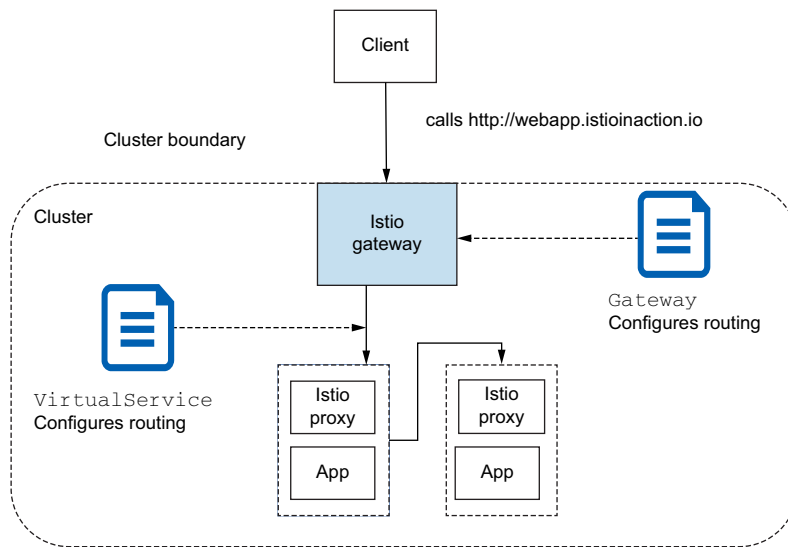 Client
calls http://webapp.istioinaction.io
Cluster boundary
Cluster
Istio
gateway
Gateway
Configures routing
VirtualService
Configures routing
Istio
proxy
App
Istio
proxy
App